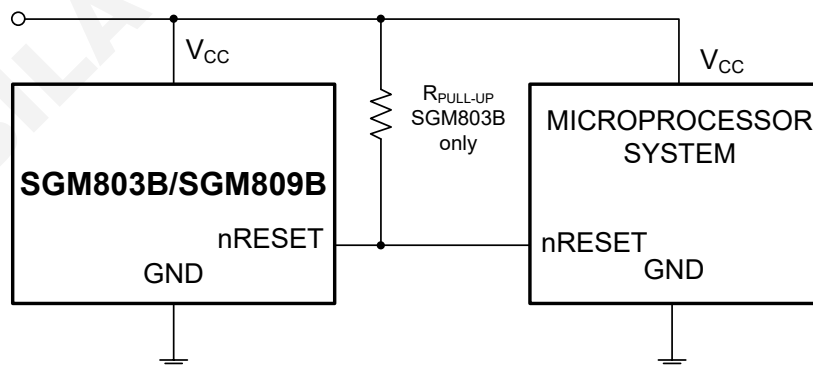 V_CC
V_CC
R_PULL-UP
SGM803B
only
MICROPROCESSOR
SYSTEM
SGM803B/SGM809B
nRESET
nRESET
GND
GND